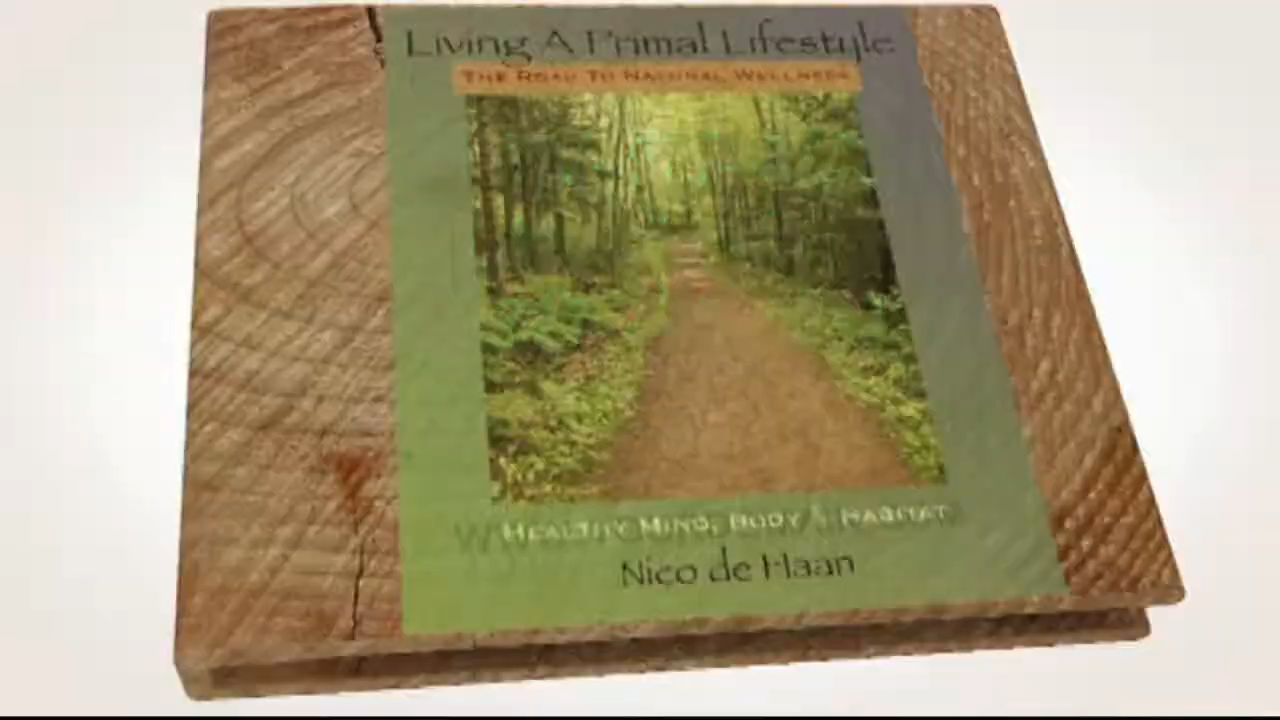 Living A Primal Lifestyle
THE ROAD TO NATURAL WELLNESS
HEALTHY MIND, BODY & HABITAT
Nico de Haan